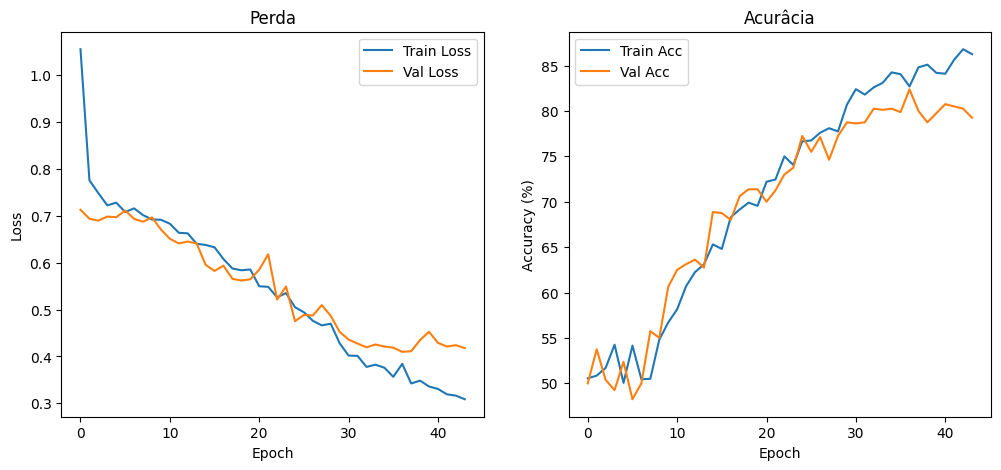 Perda
Train Loss
Val Loss
Loss
1.0
0.9
0.8
0.7
0.6
0.5
0.4
0.3
0 10 20 30 40
Epoch
Acurâcia
Train Acc
Val Acc
Accuracy (%)
85
80
75
70
65
60
55
50
0 10 20 30 40
Epoch